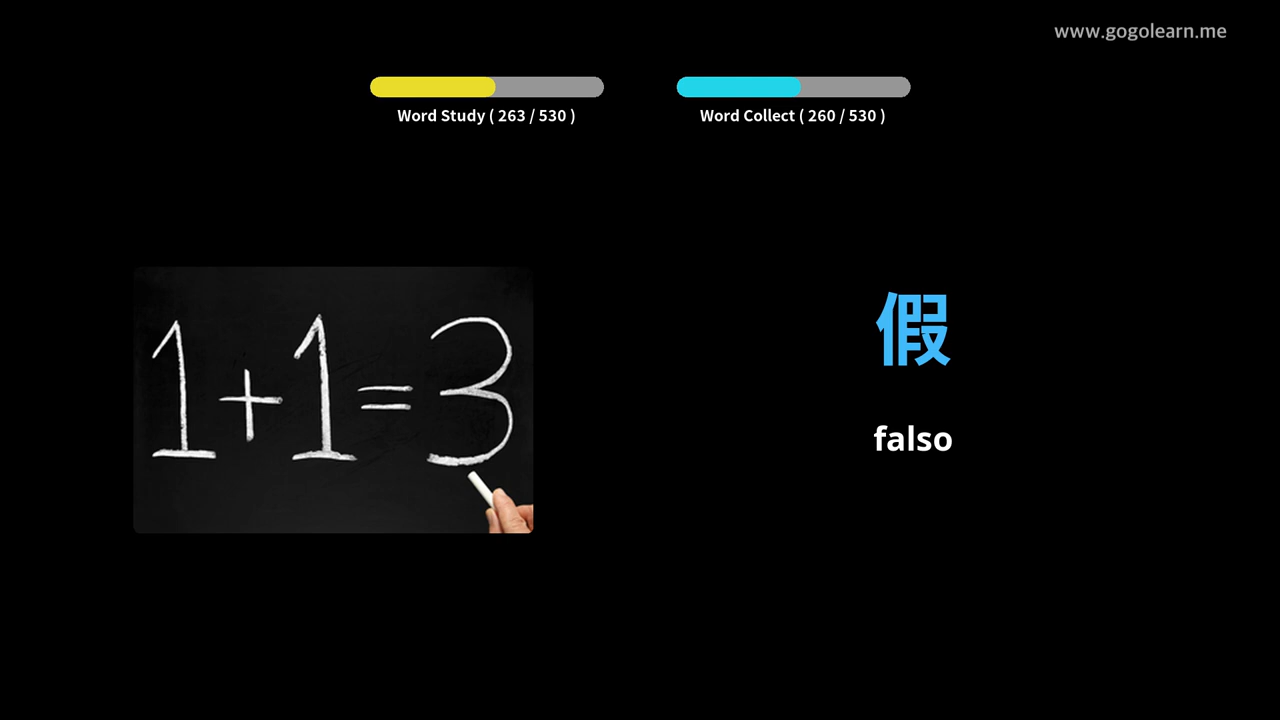 www.gogolearn.me
Word Study ( 263 / 530 )
Word Collect ( 260 / 530 )
1+1=3
假
falso